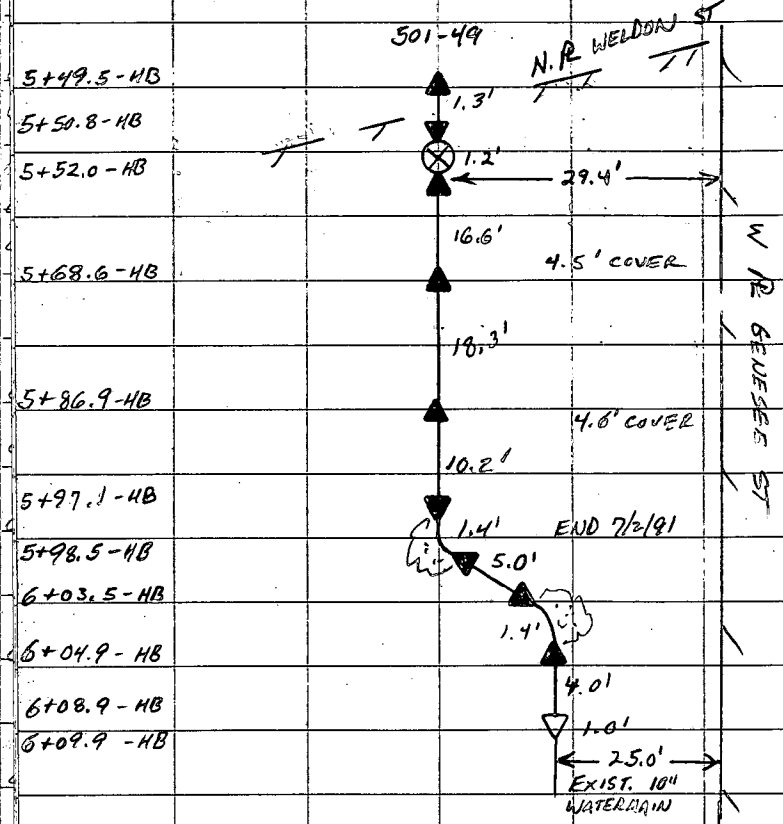 501-49
N. PL WELDON ST
5+49.5-HB
1.3'
5+50.8-HB
1.2'
5+52.0-HB
29.4'
16.6'
4.5' COVER
5+68.6-HB
18.3'
5+86.9-HB
4.6' COVER
10.2'
5+97.1-HB
1.4'
END 7/2/91
5+98.5-HB
5.0'
6+03.5-HB
1.4'
6+04.9-HB
4.0'
6+08.9-HB
1.0'
6+09.9-HB
25.0'
EXIST. 10"
WATERMAIN
W PL GENESEE ST